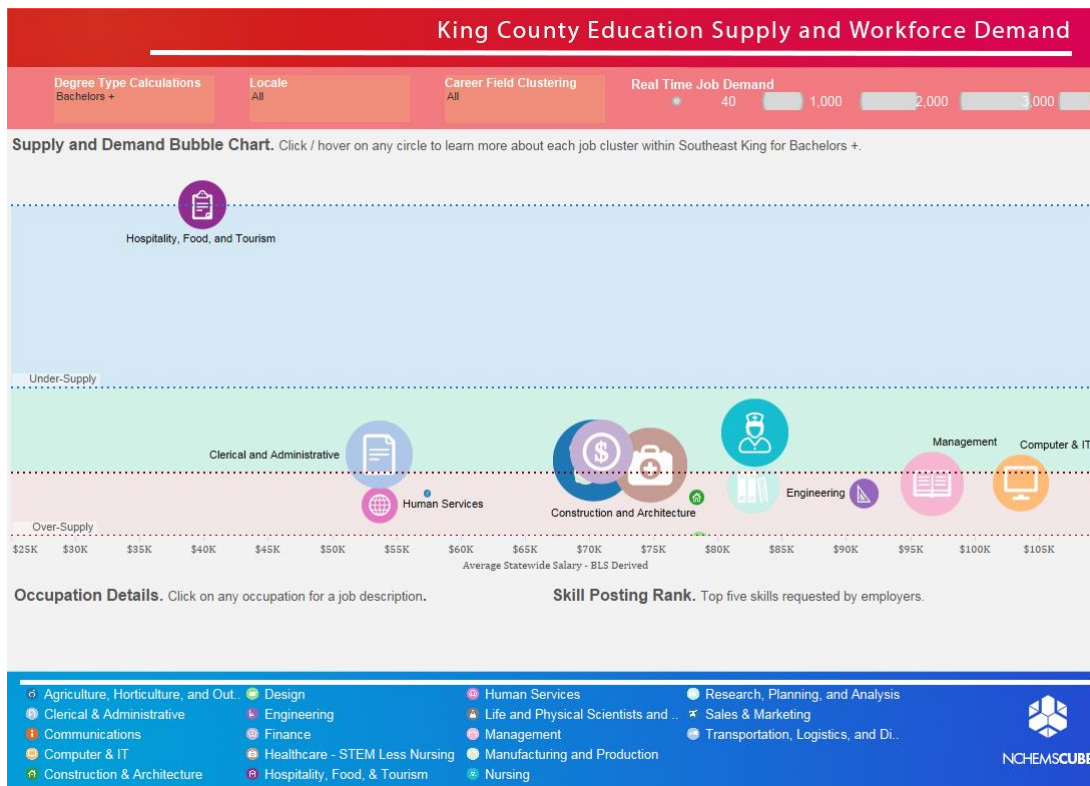 King County Education Supply and Workforce Demand
Degree Type Calculations
Bachelors +
Locale
All
Career Field Clustering
All
Real Time Job Demand
40 1,000 2,000 3,000
Supply and Demand Bubble Chart. Click / hover on any circle to learn more about each job cluster within Southeast King for Bachelors +.
Hospitality, Food, and Tourism
Under-Supply
Clerical and Administrative
Management
Computer & IT
Human Services
Engineering
Construction and Architecture
Over-Supply
$25K $30K $35K $40K $45K $50K $55K $60K $65K $70K $75K $80K $85K $90K $95K $100K $105K
Average Statewide Salary - BLS Derived
Occupation Details. Click on any occupation for a job description.
Skill Posting Rank. Top five skills requested by employers.
Agriculture, Horticulture, and Out..
Clerical & Administrative
Communications
Computer & IT
Construction & Architecture
Design
Engineering
Finance
Healthcare - STEM Less Nursing
Hospitality, Food, & Tourism
Human Services
Life and Physical Scientists and ..
Management
Manufacturing and Production
Nursing
Research, Planning, and Analysis
Sales & Marketing
Transportation, Logistics, and Di..
NCHEMSCUBE